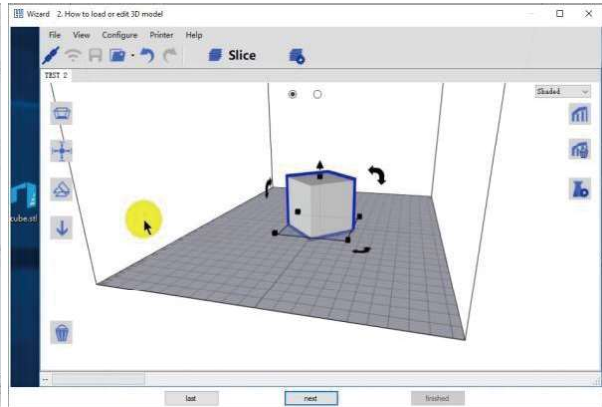 Wizard 2. How to load or edit 3D model
File View Configure Printer Help
Slice
TEST 2
Shaded
cube.stl
--
last next finished